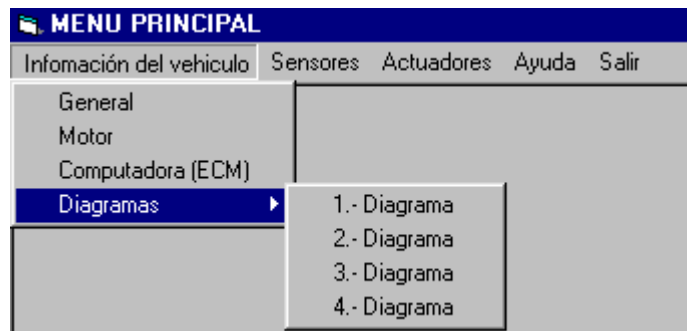 MENU PRINCIPAL
Infomación del vehiculo Sensores Actuadores Ayuda Salir
General
Motor
Computadora (ECM)
Diagramas
1.- Diagrama
2.- Diagrama
3.- Diagrama
4.- Diagrama